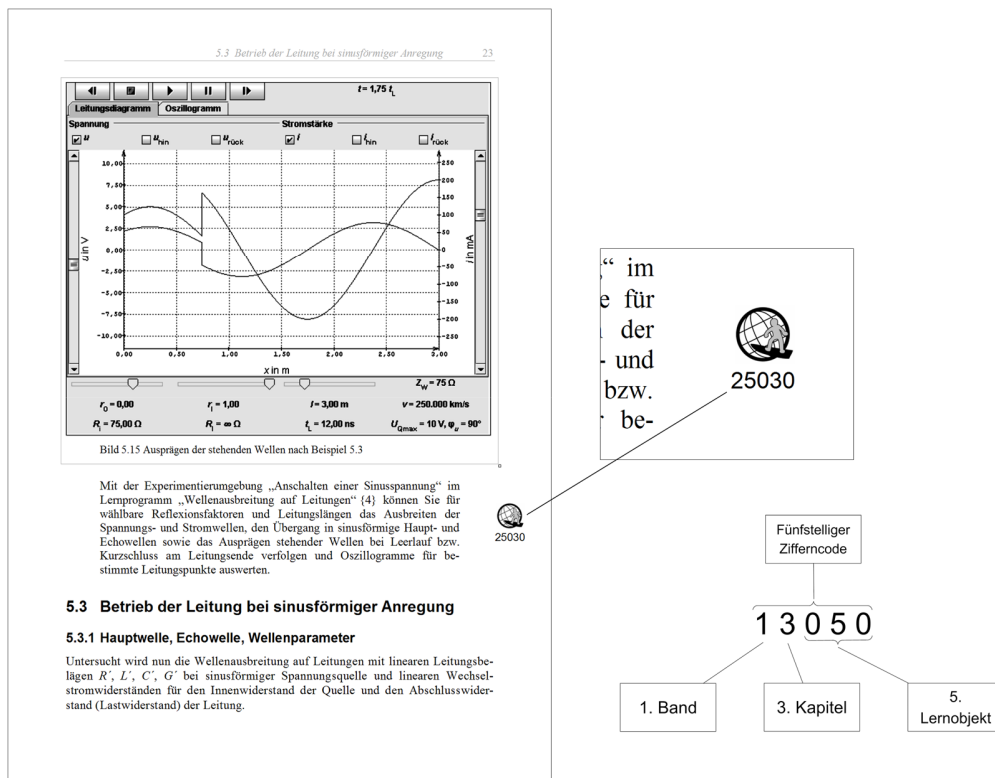 5.3 Betrieb der Leitung bei sinusförmiger Anregung 23
t = 1,75 tL
Leitungsdiagramm Oszillogramm
Spannung Stromstärke
u uhin urück i ihin irück
10,00 250
7,50 200
150
5,00 100
2,50 50
0,00 0
-2,50 -50
-5,00 -100
-150
-7,50 -200
-10,00 -250
u in V
i in mA
0,00 0,50 1,00 1,50 2,00 2,50 3,00
x in m
ZW = 75 Ω
r0 = 0,00 rl = 1,00 l = 3,00 m v = 250.000 km/s
Ri = 75,00 Ω Rl = ∞ Ω tL = 12,00 ns UQmax = 10 V, φu = 90°
Bild 5.15 Ausprägen der stehenden Wellen nach Beispiel 5.3
Mit der Experimentierumgebung „Anschalten einer Sinusspannung“ im
Lernprogramm „Wellenausbreitung auf Leitungen“ {4} können Sie für
wählbare Reflexionsfaktoren und Leitungslängen das Ausbreiten der
Spannungs- und Stromwellen, den Übergang in sinusförmige Haupt- und
Echowellen sowie das Ausprägen stehender Wellen bei Leerlauf bzw.
Kurzschluss am Leitungsende verfolgen und Oszillogramme für be-
stimmte Leitungspunkte auswerten.
25030
5.3 Betrieb der Leitung bei sinusförmiger Anregung
5.3.1 Hauptwelle, Echowelle, Wellenparameter
Untersucht wird nun die Wellenausbreitung auf Leitungen mit linearen Leitungsbe-
lägen R´, L´, C´, G´ bei sinusförmiger Spannungsquelle und linearen Wechsel-
stromwiderständen für den Innenwiderstand der Quelle und den Abschlusswider-
stand (Lastwiderstand) der Leitung.
“ im
e für
der
- und
bzw.
be-
25030
Fünfstelliger
Zifferncode
13050
1. Band
3. Kapitel
5.
Lernobjekt